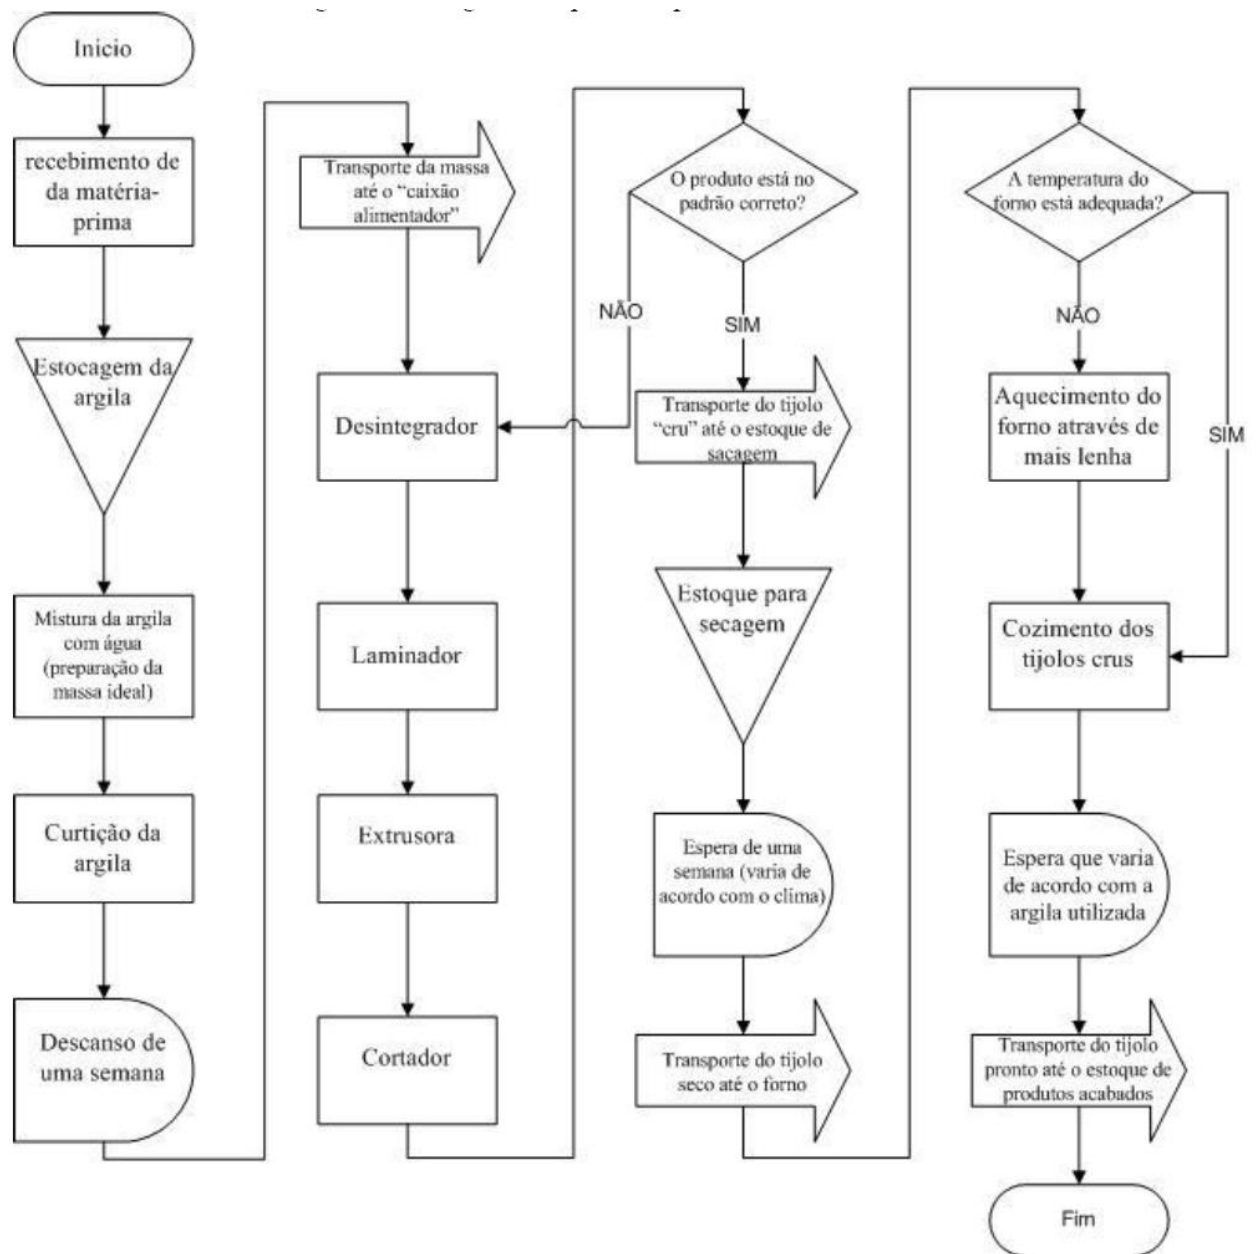 Inicio
recebimento de
da matéria-
prima
Estocagem da
argila
Mistura da argila
com água
(preparação da
massa ideal)
Curtição da
argila
Descanso de
uma semana
Transporte da massa
até o “caixão
alimentador”
Desintegrador
Laminador
Extrusora
Cortador
O produto está no
padrão correto?
NÃO
SIM
Transporte do tijolo
“cru” até o estoque de
sacagem
Estoque para
secagem
Espera de uma
semana (varia de
acordo com o clima)
Transporte do tijolo
seco até o forno
A temperatura do
forno está adequada?
NÃO
SIM
Aquecimento do
forno através de
mais lenha
Cozimento dos
tijolos crus
Espera que varia
de acordo com a
argila utilizada
Transporte do tijolo
pronto até o estoque de
produtos acabados
Fim